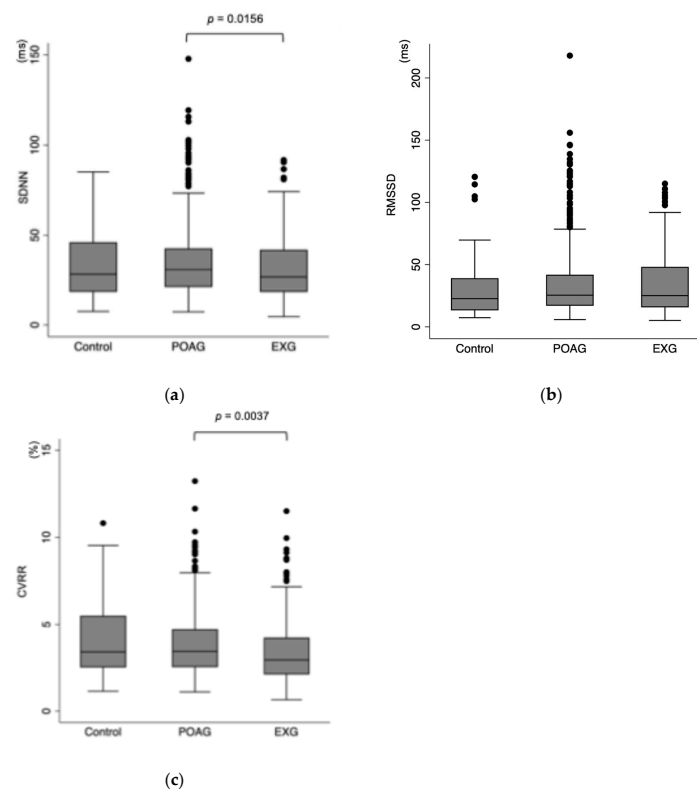 p = 0.0156
(ms)
150
100
50
0
SDNN
Control POAG EXG
(a)
(ms)
200
150
100
50
0
RMSSD
Control POAG EXG
(b)
p = 0.0037
(%)
15
10
5
0
CVRR
Control POAG EXG
(c)